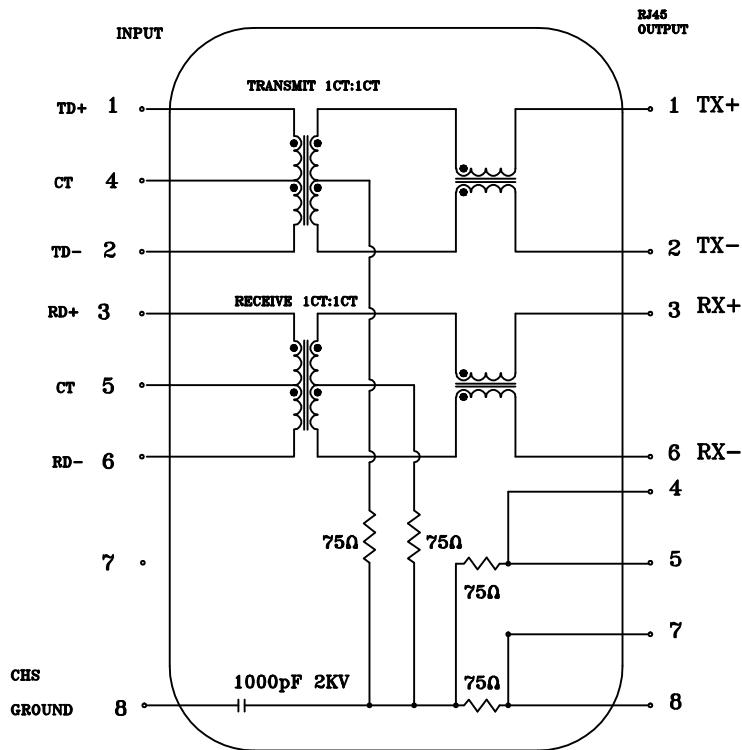 INPUT
RJ45
OUTPUT
TRANSMIT 1CT:1CT
TD+ 1
1 TX+
CT 4
TD- 2
2 TX-
RD+ 3
RECEIVE 1CT:1CT
3 RX+
CT 5
RD- 6
6 RX-
4
75Ω
75Ω
7
5
75Ω
7
CHS
GROUND 8
1000pF 2KV
75Ω
8